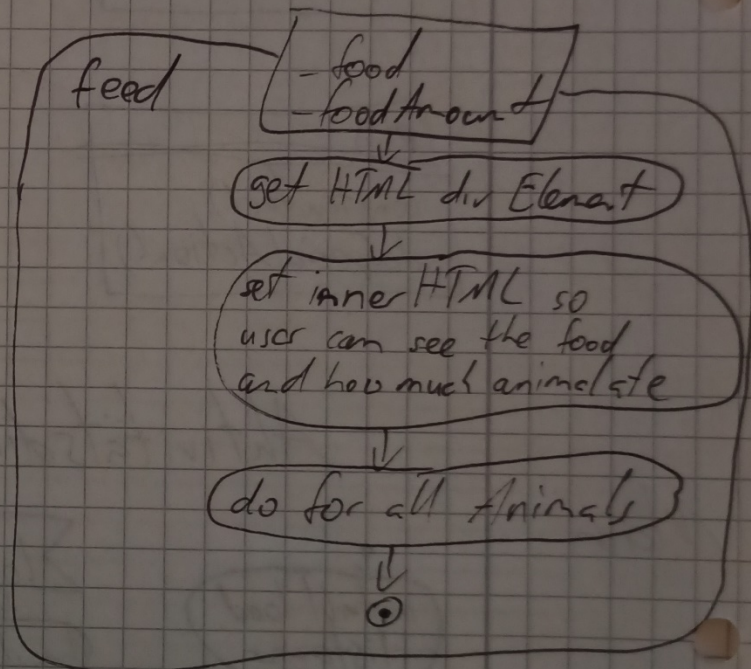 feed
- food
- foodAmount
get HTML div Element
set innerHTML so
user can see the food
and how much animal ate
do for all Animals